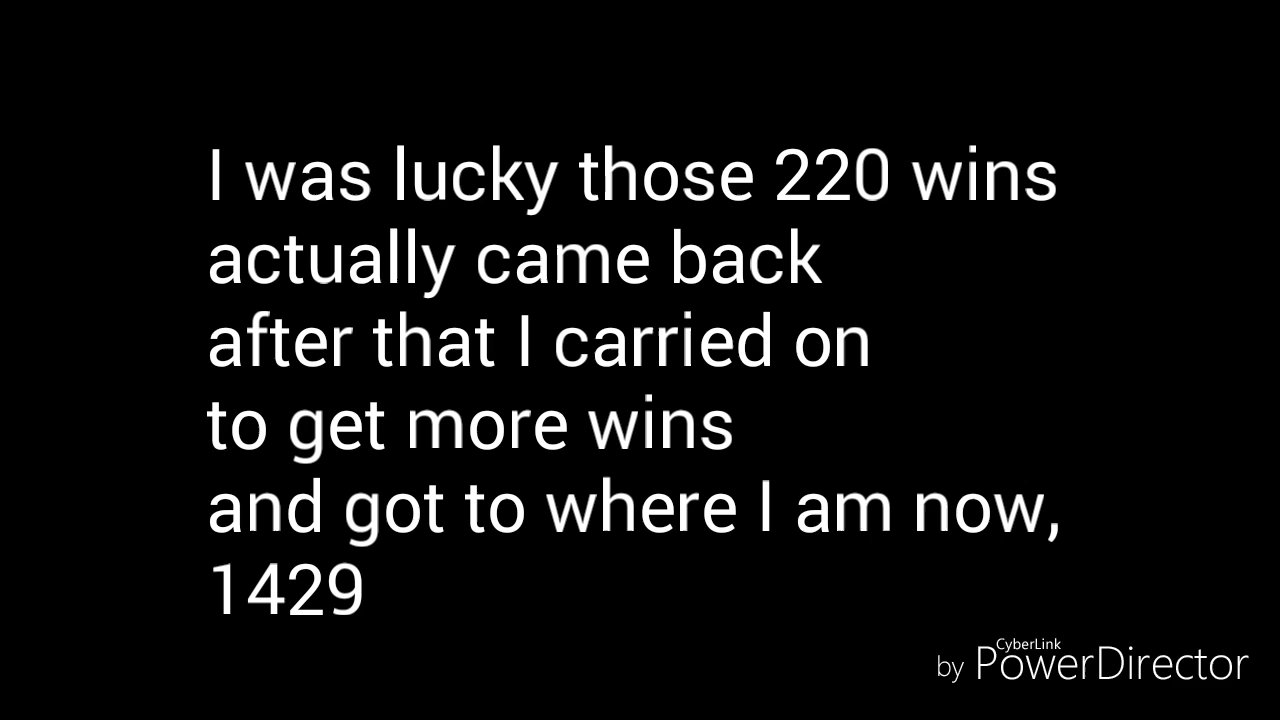 I was lucky those 220 wins
actually came back
after that I carried on
to get more wins
and got to where I am now,
1429
CyberLink
by PowerDirector